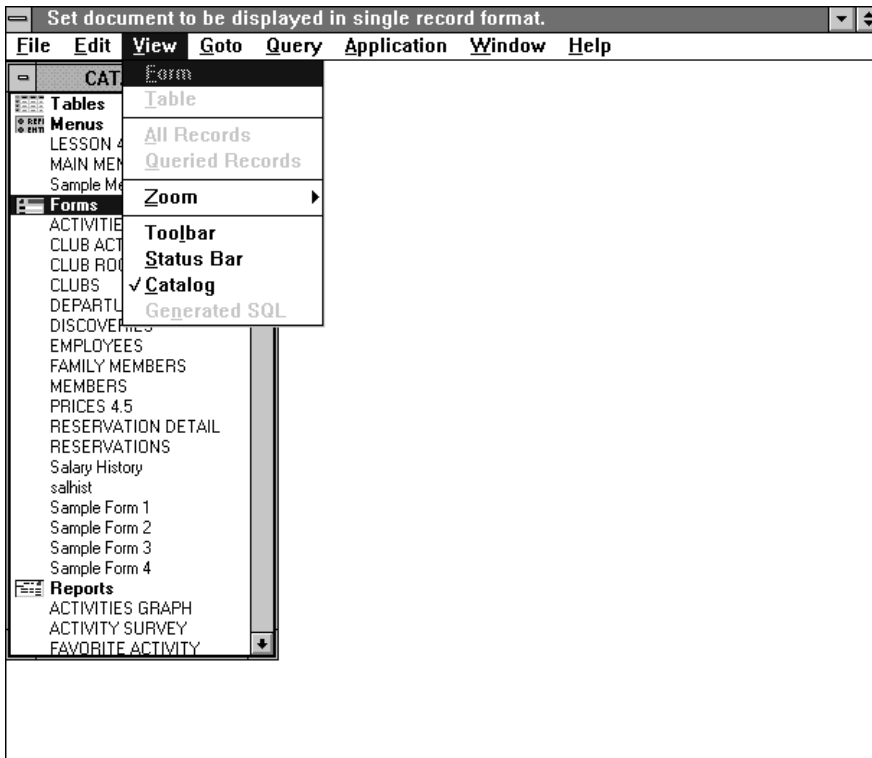 Set document to be displayed in single record format.
File Edit View Goto Query Application Window Help
CAT
Form
Table
All Records
Queried Records
Zoom
Toolbar
Status Bar
√ Catalog
Generated SQL
Tables
Menus
LESSON 4
MAIN MEN
Sample Me
Forms
ACTIVITIE
CLUB ACT
CLUB ROO
CLUBS
DEPARTU
DISCOVERIES
EMPLOYEES
FAMILY MEMBERS
MEMBERS
PRICES 4.5
RESERVATION DETAIL
RESERVATIONS
Salary History
salhist
Sample Form 1
Sample Form 2
Sample Form 3
Sample Form 4
Reports
ACTIVITIES GRAPH
ACTIVITY SURVEY
FAVORITE ACTIVITY